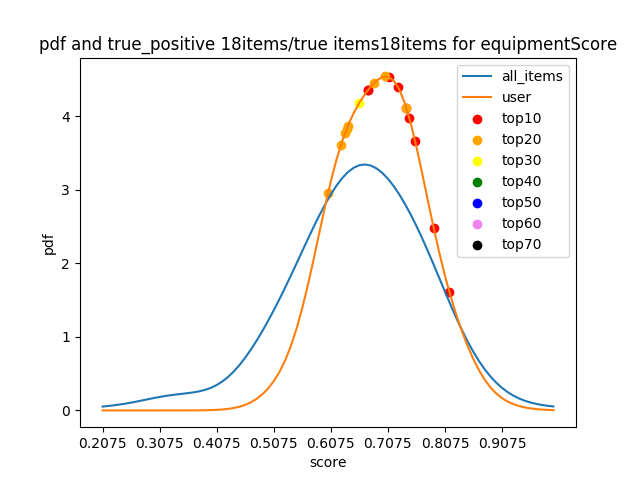 pdf and true_positive 18items/true items18items for equipmentScore
all_items
user
top10
top20
top30
top40
top50
top60
top70
pdf
4
3
2
1
0
0.2075 0.3075 0.4075 0.5075 0.6075 0.7075 0.8075 0.9075
score